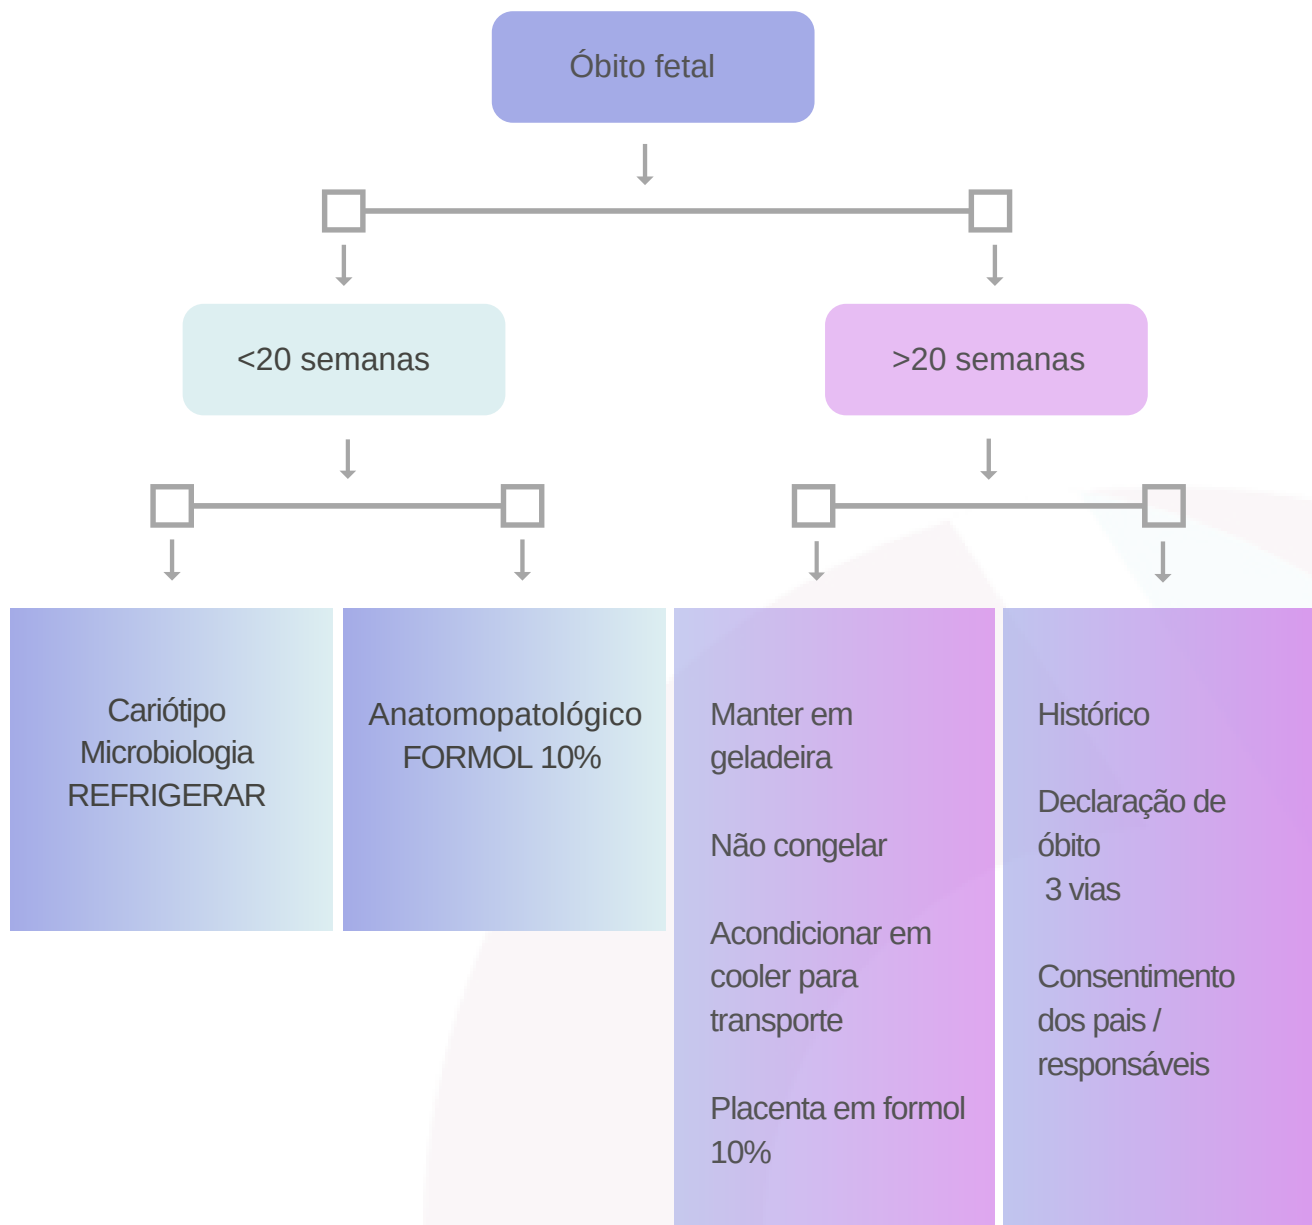 Óbito fetal
<20 semanas
>20 semanas
Cariótipo
Microbiologia
REFRIGERAR
Anatomopatológico
FORMOL 10%
Manter em
geladeira
Não congelar
Acondicionar em
cooler para
transporte
Placenta em formol
10%
Histórico
Declaração de
óbito
3 vias
Consentimento
dos pais /
responsáveis